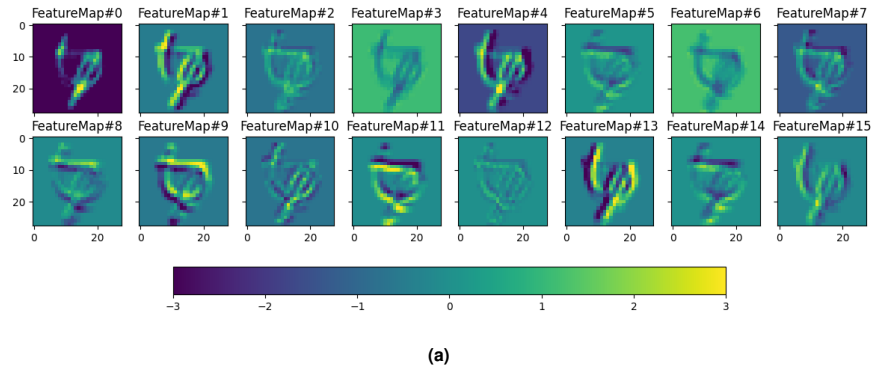 FeatureMap#0 FeatureMap#1 FeatureMap#2 FeatureMap#3 FeatureMap#4 FeatureMap#5 FeatureMap#6 FeatureMap#7
0
10
20
FeatureMap#8 FeatureMap#9 FeatureMap#10 FeatureMap#11 FeatureMap#12 FeatureMap#13 FeatureMap#14 FeatureMap#15
0
10
20
0 20 0 20 0 20 0 20 0 20 0 20 0 20 0 20
−3 −2 −1 0 1 2 3
(a)